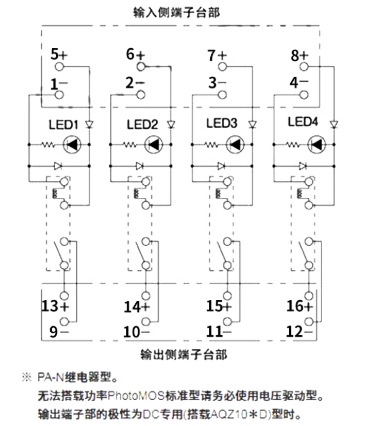 输入侧端子台部
5+ 6+ 7+ 8+
1− 2− 3− 4−
LED1 LED2 LED3 LED4
13+ 14+ 15+ 16+
9− 10− 11− 12−
输出侧端子台部
※ PA-N继电器型。
无法搭载功率PhotoMOS标准型请务必使用电压驱动型。
输出端子部的极性为DC专用(搭载AQZ10＊D)型时。